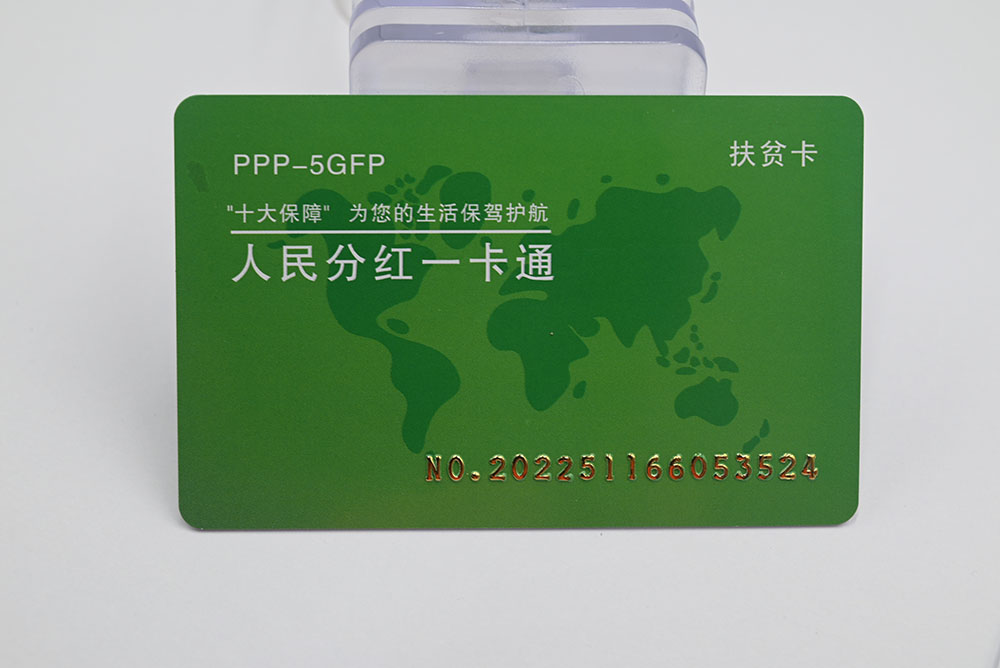 PPP-5GFP
扶贫卡
"十大保障" 为您的生活保驾护航
人民分红一卡通
NO.202251166053524